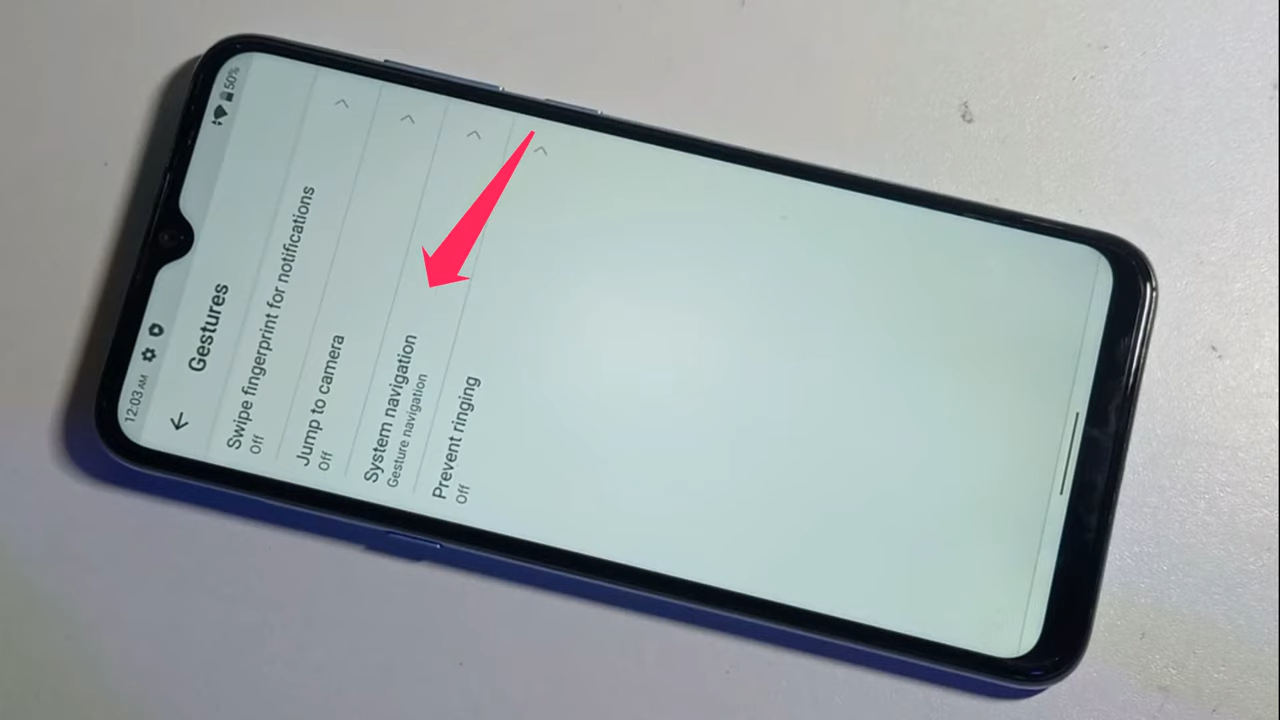 12:03 AM
50%
Gestures
Swipe fingerprint for notifications
Off
Jump to camera
Off
System navigation
Gesture navigation
Prevent ringing
Off